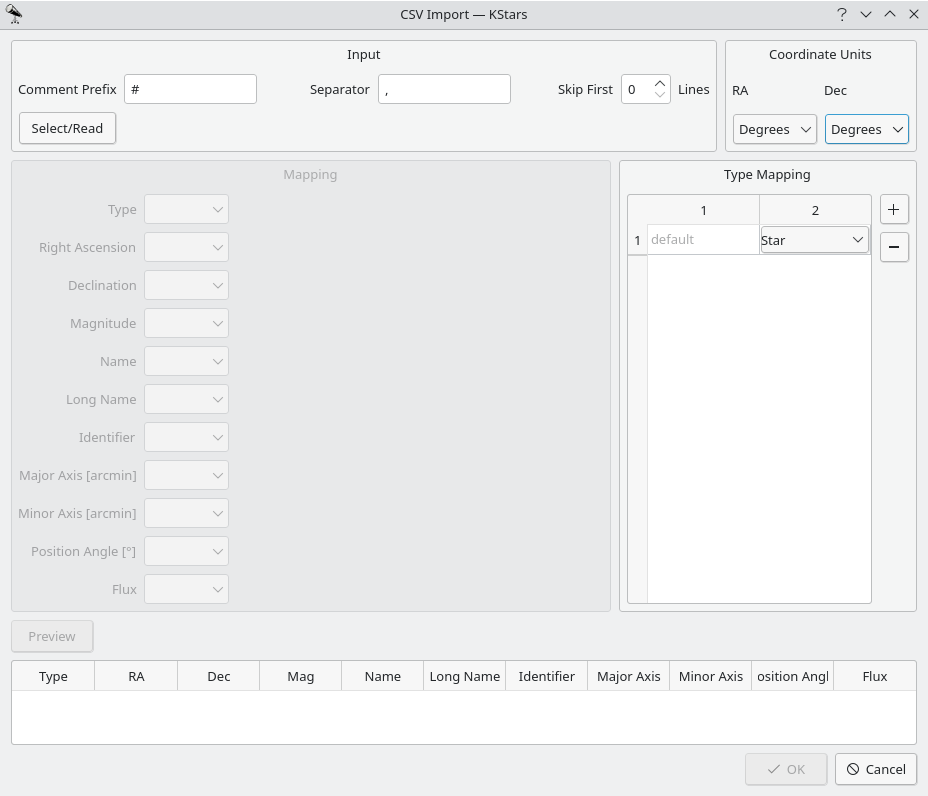 CSV Import — KStars
Input
Comment Prefix #
Separator ,
Skip First 0 Lines
Select/Read
Coordinate Units
RA Dec
Degrees Degrees
Mapping
Type
Right Ascension
Declination
Magnitude
Name
Long Name
Identifier
Major Axis [arcmin]
Minor Axis [arcmin]
Position Angle [°]
Flux
Type Mapping
1 2
1 default Star
Preview
Type RA Dec Mag Name Long Name Identifier Major Axis Minor Axis osition Angl Flux
OK Cancel